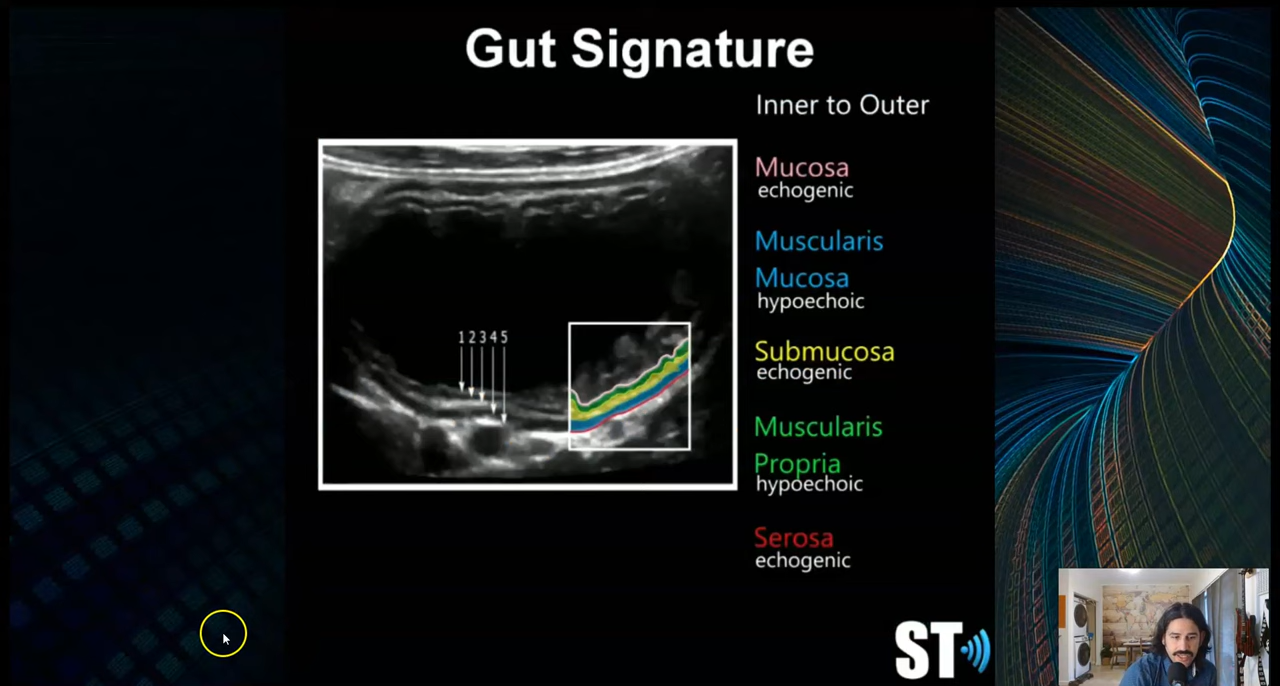 Gut Signature
Inner to Outer
Mucosa
echogenic
Muscularis
Mucosa
hypoechoic
Submucosa
echogenic
Muscularis
Propria
hypoechoic
Serosa
echogenic
1 2 3 4 5
ST